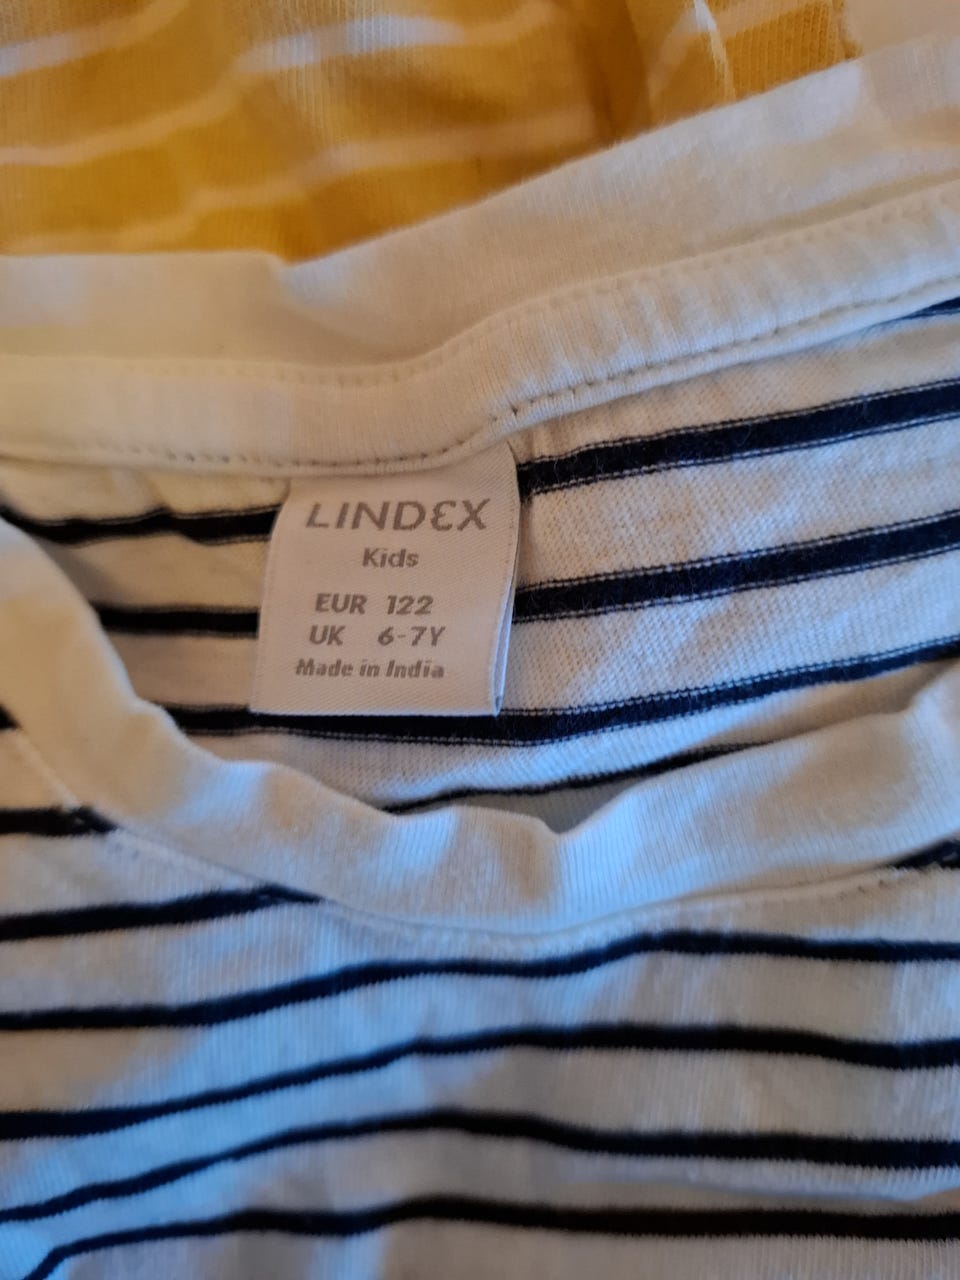 LINDEX
Kids
EUR 122
UK 6-7Y
Made in India